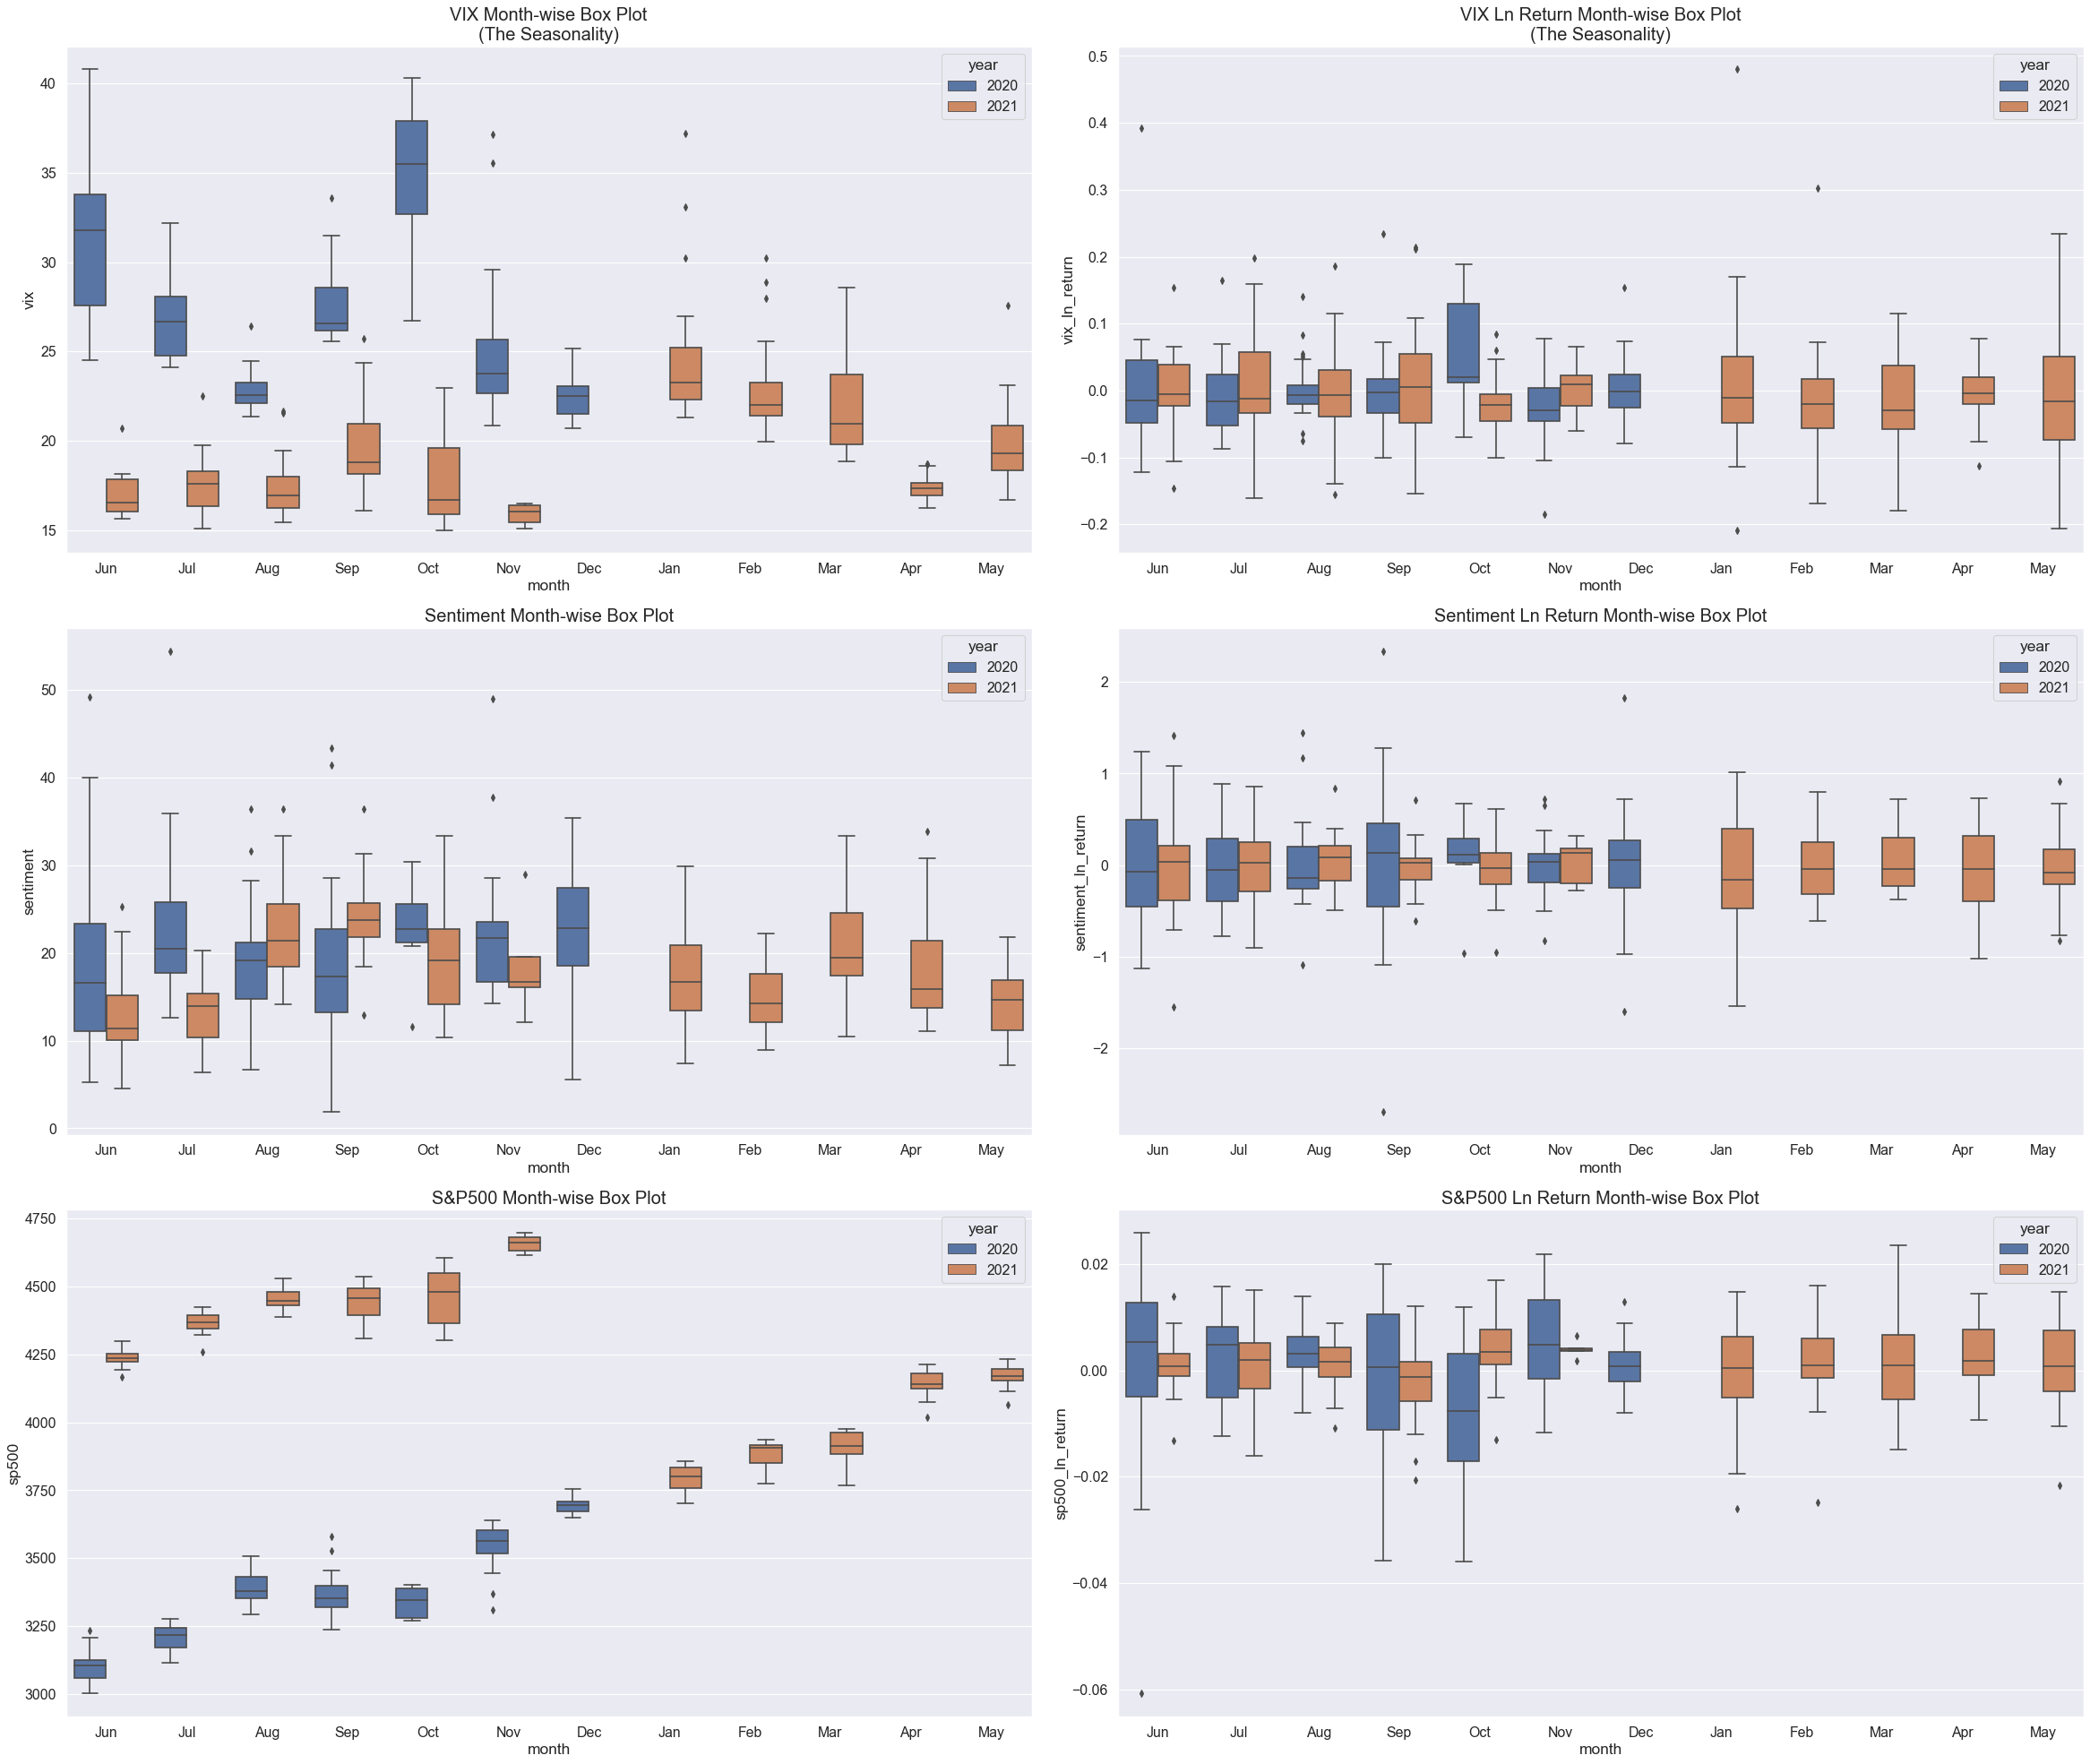 VIX Month-wise Box Plot
(The Seasonality)
year
2020
2021
40
35
30
25
20
15
vix
Jun Jul Aug Sep Oct Nov Dec Jan Feb Mar Apr May
month
VIX Ln Return Month-wise Box Plot
(The Seasonality)
year
2020
2021
0.5
0.4
0.3
0.2
0.1
0.0
−0.1
−0.2
vix_ln_return
Jun Jul Aug Sep Oct Nov Dec Jan Feb Mar Apr May
month
Sentiment Month-wise Box Plot
year
2020
2021
50
40
30
20
10
0
sentiment
Jun Jul Aug Sep Oct Nov Dec Jan Feb Mar Apr May
month
Sentiment Ln Return Month-wise Box Plot
year
2020
2021
2
1
0
−1
−2
sentiment_ln_return
Jun Jul Aug Sep Oct Nov Dec Jan Feb Mar Apr May
month
S&P500 Month-wise Box Plot
year
2020
2021
4750
4500
4250
4000
3750
3500
3250
3000
sp500
Jun Jul Aug Sep Oct Nov Dec Jan Feb Mar Apr May
month
S&P500 Ln Return Month-wise Box Plot
year
2020
2021
0.02
0.00
−0.02
−0.04
−0.06
sp500_ln_return
Jun Jul Aug Sep Oct Nov Dec Jan Feb Mar Apr May
month